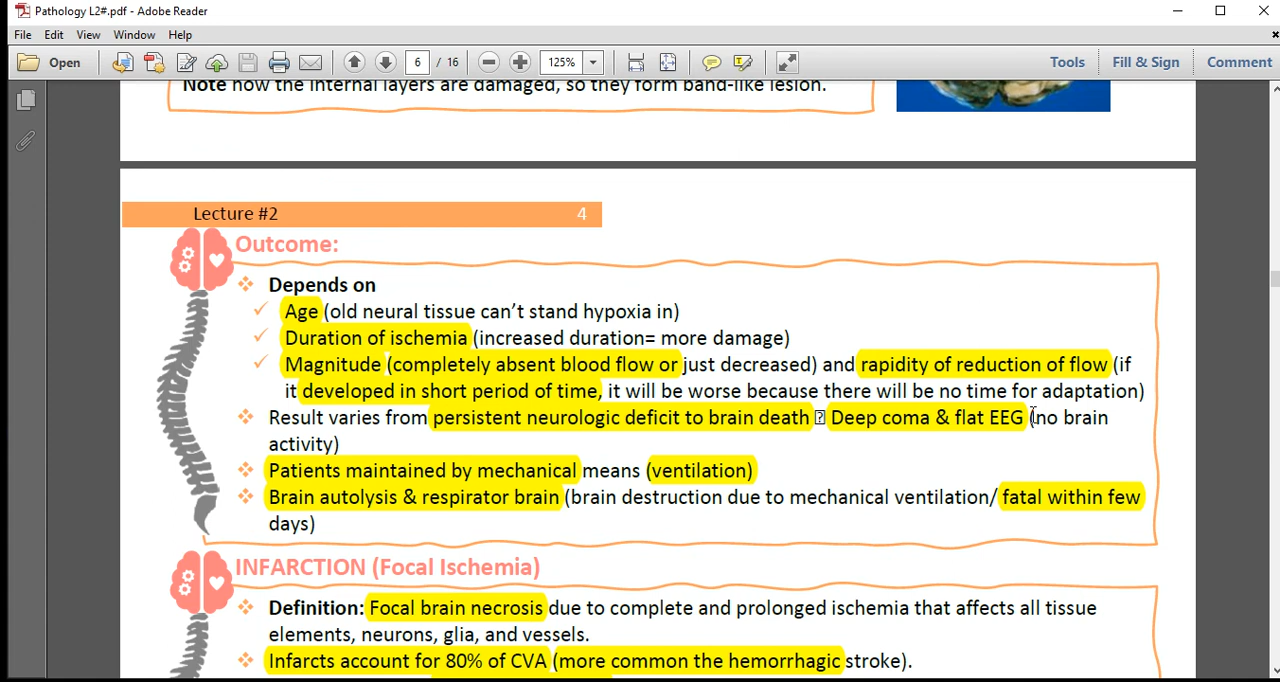 Pathology L2#.pdf - Adobe Reader
File Edit View Window Help
Open 6 / 16 125% Tools Fill & Sign Comment
Note how the internal layers are damaged, so they form band-like lesion.
Lecture #2 4
Outcome:
Depends on
Age (old neural tissue can't stand hypoxia in)
Duration of ischemia (increased duration= more damage)
Magnitude (completely absent blood flow or just decreased) and rapidity of reduction of flow (if
it developed in short period of time, it will be worse because there will be no time for adaptation)
Result varies from persistent neurologic deficit to brain death Deep coma & flat EEG (no brain
activity)
Patients maintained by mechanical means (ventilation)
Brain autolysis & respirator brain (brain destruction due to mechanical ventilation/ fatal within few
days)
INFARCTION (Focal Ischemia)
Definition: Focal brain necrosis due to complete and prolonged ischemia that affects all tissue
elements, neurons, glia, and vessels.
Infarcts account for 80% of CVA (more common the hemorrhagic stroke).